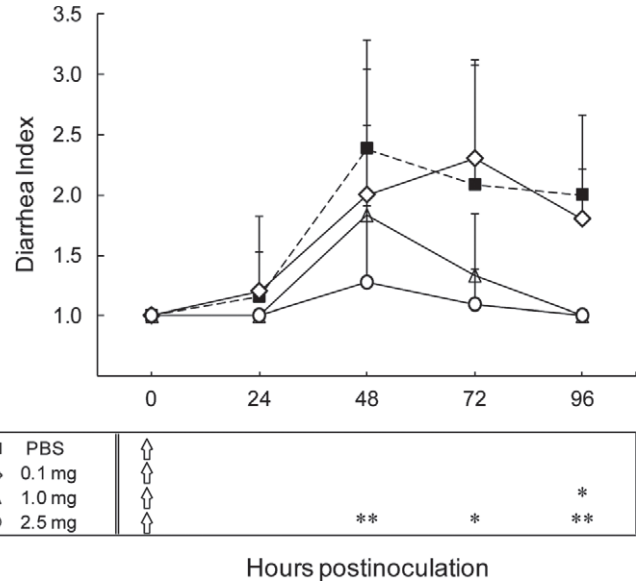 3.5
3.0
2.5
2.0
1.5
1.0
Diarrhea Index
0 24 48 72 96
PBS
0.1 mg
1.0 mg *
2.5 mg ** * **
Hours postinoculation